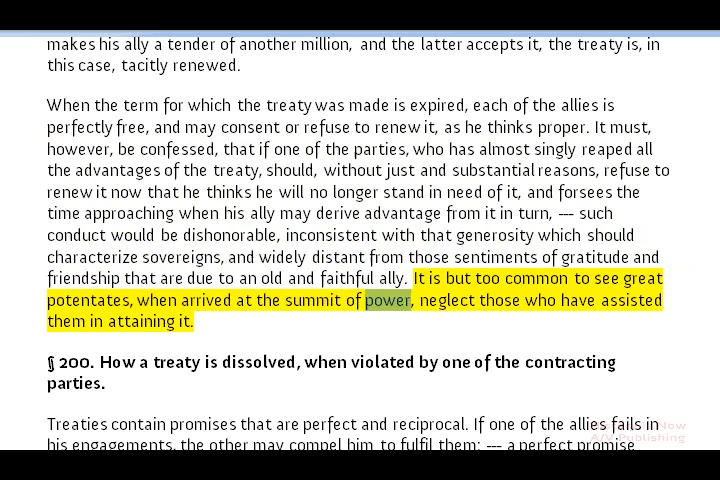 makes his ally a tender of another million, and the latter accepts it, the treaty is, in
this case, tacitly renewed.
When the term for which the treaty was made is expired, each of the allies is
perfectly free, and may consent or refuse to renew it, as he thinks proper. It must,
however, be confessed, that if one of the parties, who has almost singly reaped all
the advantages of the treaty, should, without just and substantial reasons, refuse to
renew it now that he thinks he will no longer stand in need of it, and forsees the
time approaching when his ally may derive advantage from it in turn, --- such
conduct would be dishonorable, inconsistent with that generosity which should
characterize sovereigns, and widely distant from those sentiments of gratitude and
friendship that are due to an old and faithful ally. It is but too common to see great
potentates, when arrived at the summit of power, neglect those who have assisted
them in attaining it.
§ 200. How a treaty is dissolved, when violated by one of the contracting
parties.
Treaties contain promises that are perfect and reciprocal. If one of the allies fails in
his engagements, the other may compel him to fulfil them: --- a perfect promise
Now
A/V Publishing